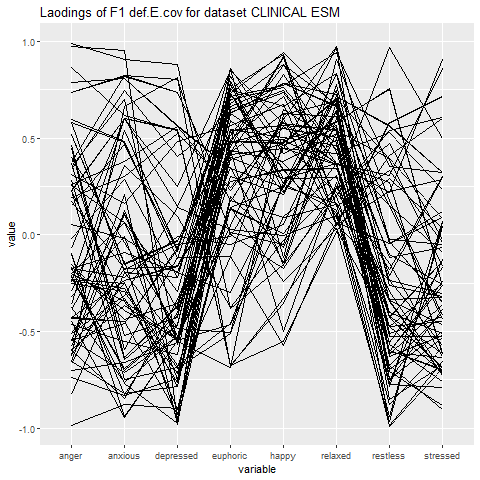 Laodings of F1 def.E.cov for dataset CLINICAL ESM
1.0
0.5
0.0
-0.5
-1.0
value
anger anxious depressed euphoric happy relaxed restless stressed
variable